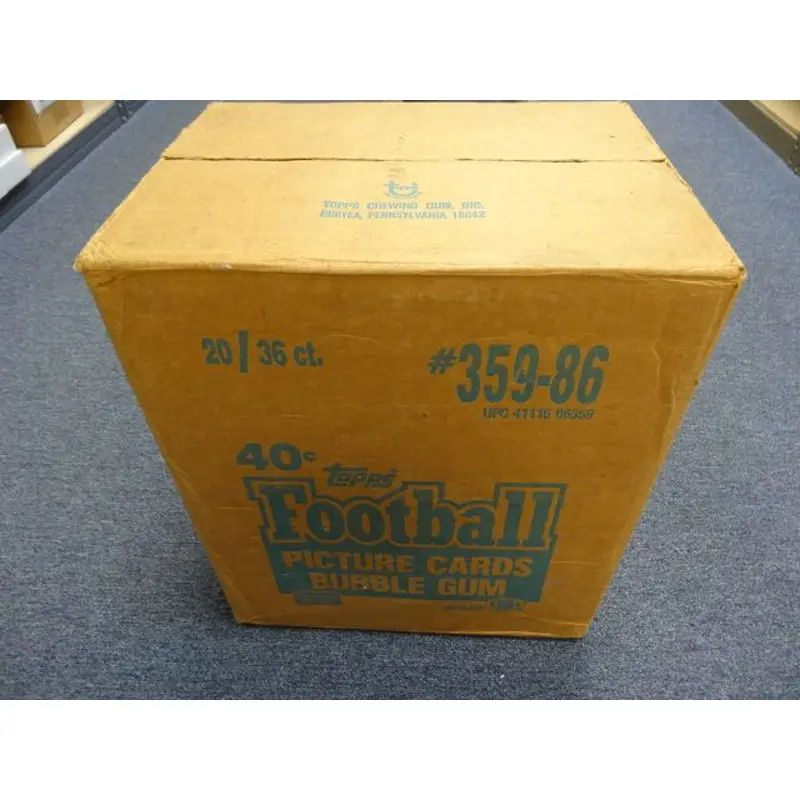 Topps
TOPPS CHEWING GUM, INC.
DURYEA, PENNSYLVANIA 18642
20/36 ct.
#359-86
UPC 41116 06359
40¢
topps
Football
PICTURE CARDS
BUBBLE GUM